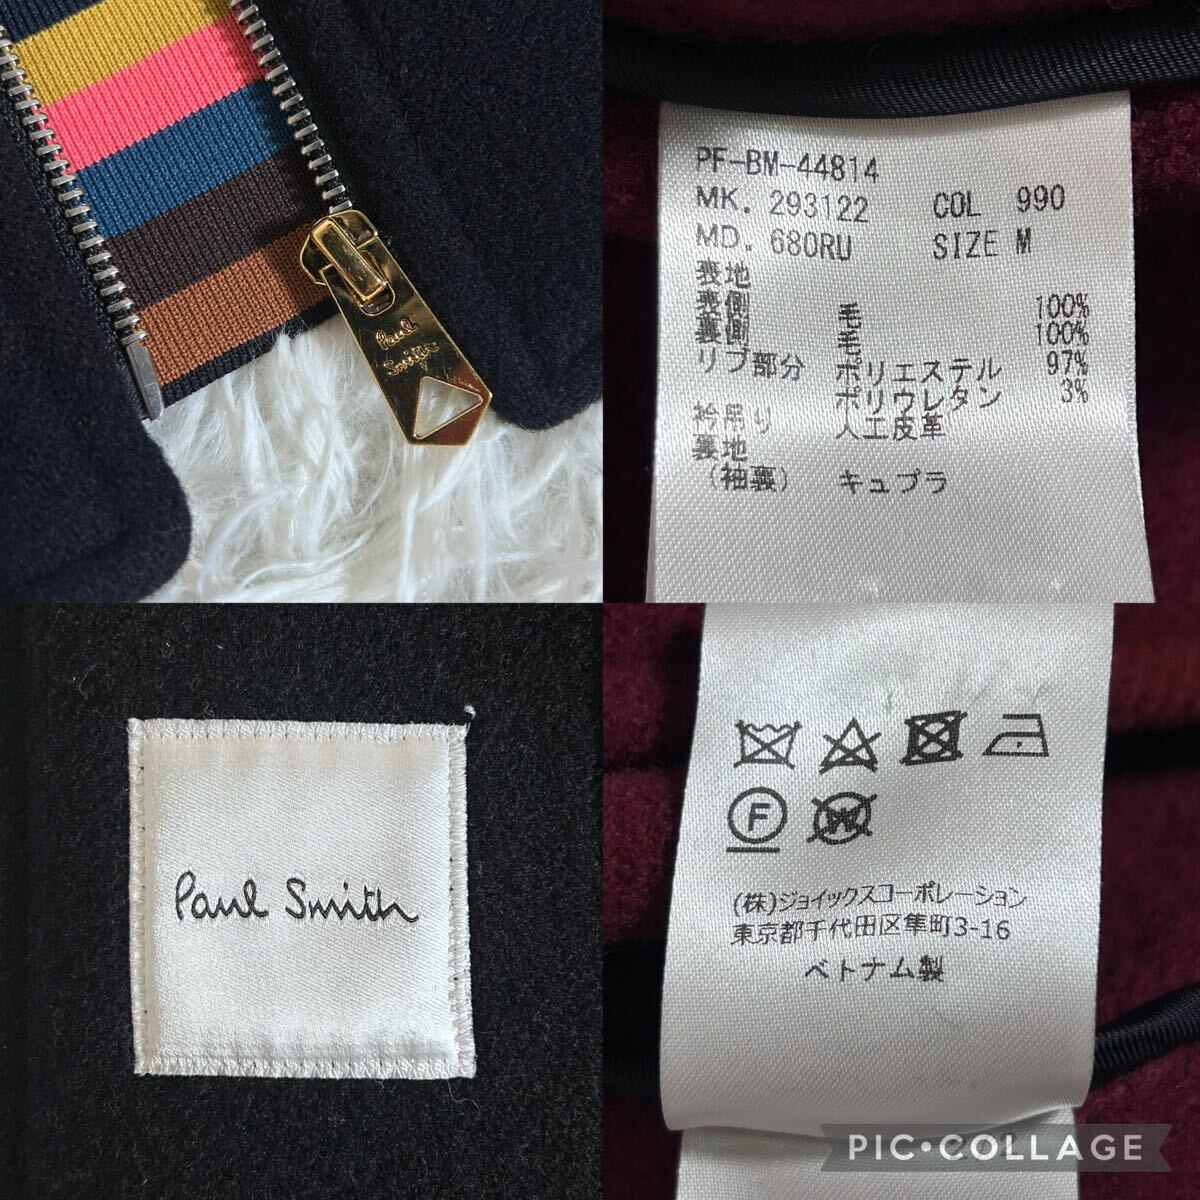 Paul
Smith
PF-BM-44814
MK. 293122 COL 990
MD. 680RU SIZE M
表地
表側 毛 100%
裏側 毛 100%
リブ部分 ポリエステル 97%
ポリウレタン 3%
衿吊り 人工皮革
裏地
(袖裏) キュプラ
Paul Smith
F
W
(株)ジョイックスコーポレーション
東京都千代田区隼町3-16
ベトナム製
PIC•COLLAGE